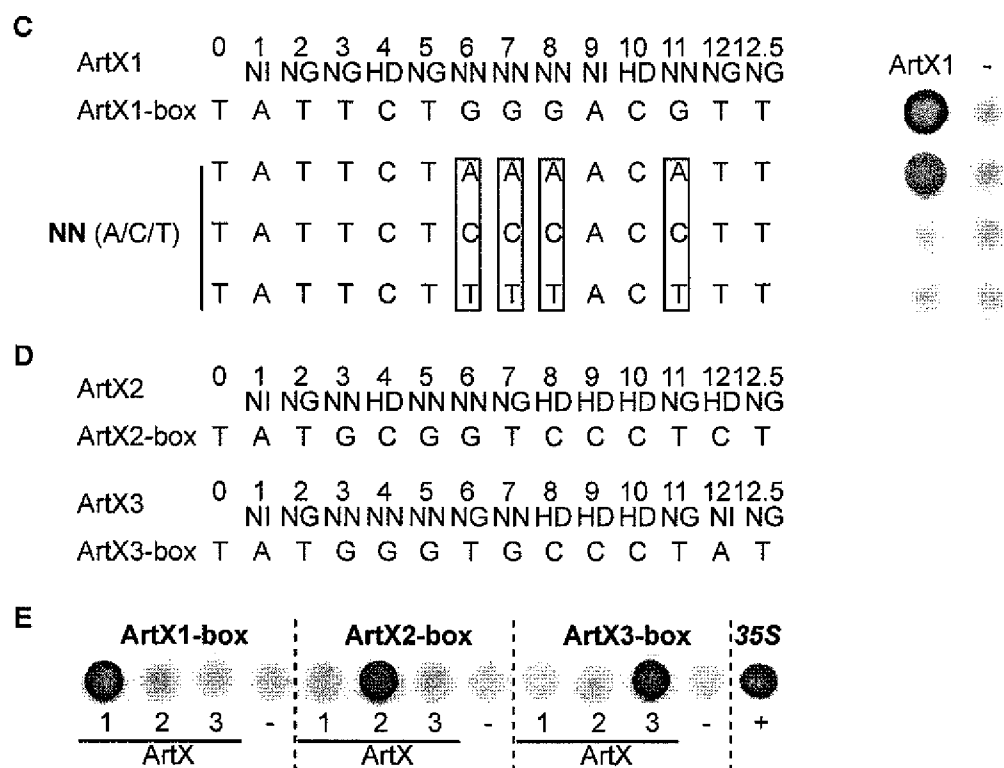 C
0 1 2 3 4 5 6 7 8 9 10 11 12 12.5
ArtX1 NI NG NG HD NG NN NN NN NI HD NN NG NG
ArtX1 -
ArtX1-box T A T T C T G G G A C G T T
T A T T C T A A A A C A T T
NN (A/C/T) T A T T C T C C C A C C T T
T A T T C T T T T A C T T T
D
0 1 2 3 4 5 6 7 8 9 10 11 12 12.5
ArtX2 NI NG NN HD NN NN NG HD HD HD NG HD NG
ArtX2-box T A T G C G G T C C C T C T
0 1 2 3 4 5 6 7 8 9 10 11 12 12.5
ArtX3 NI NG NN NN NN NG NN HD HD HD NG NI NG
ArtX3-box T A T G G G T G C C C T A T
E
ArtX1-box ArtX2-box ArtX3-box 35S
1 2 3 - 1 2 3 - 1 2 3 - +
ArtX ArtX ArtX